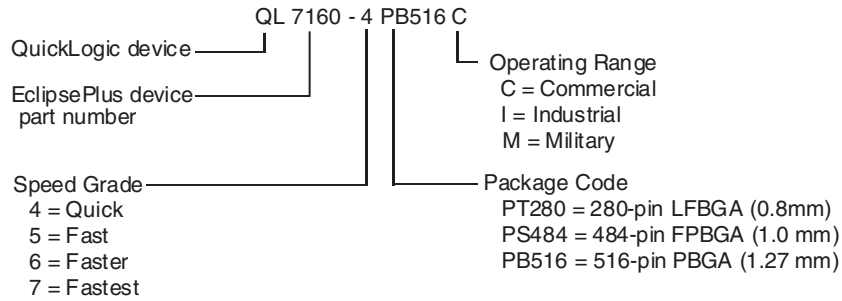 QL 7160 - 4 PB516 C
QuickLogic device
EclipsePlus device
part number
Operating Range
C = Commercial
I = Industrial
M = Military
Speed Grade
4 = Quick
5 = Fast
6 = Faster
7 = Fastest
Package Code
PT280 = 280-pin LFBGA (0.8mm)
PS484 = 484-pin FPBGA (1.0 mm)
PB516 = 516-pin PBGA (1.27 mm)